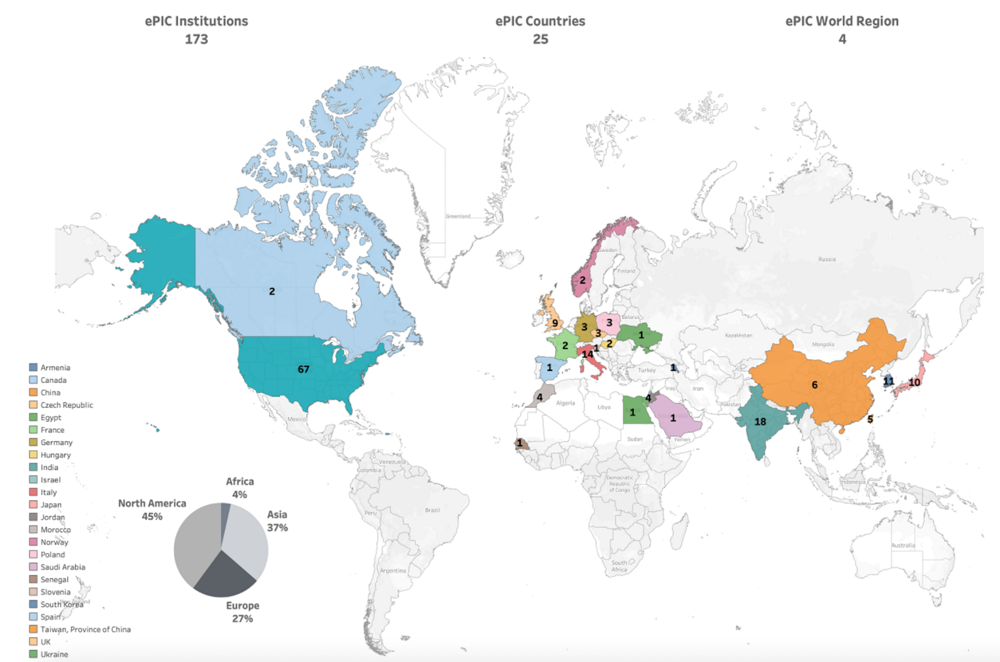 ePIC Institutions
173
ePIC Countries
25
ePIC World Region
4
Greenland
Sweden
Finland
Russia
2
2
9
3
3
Belarus
3
2
1
2
1
14
1
Kazakhstan
Mongolia
67
1
Turkey
1
Iraq
Iran
Pakistan
6
11
10
4
Algeria
Libya
1
4
1
18
5
Mexico
1
Sudan
Yemen
Venezuela
Colombia
Democratic
Republic
of Congo
Indonesia
Peru
Brazil
Australia
South
Africa
Argentina
New Zealand
Armenia
Canada
China
Czech Republic
Egypt
France
Germany
Hungary
India
Israel
Italy
Japan
Jordan
Morocco
Norway
Poland
Saudi Arabia
Senegal
Slovenia
South Korea
Spain
Taiwan, Province of China
UK
Ukraine
Africa
4%
North America
45%
Asia
37%
Europe
27%